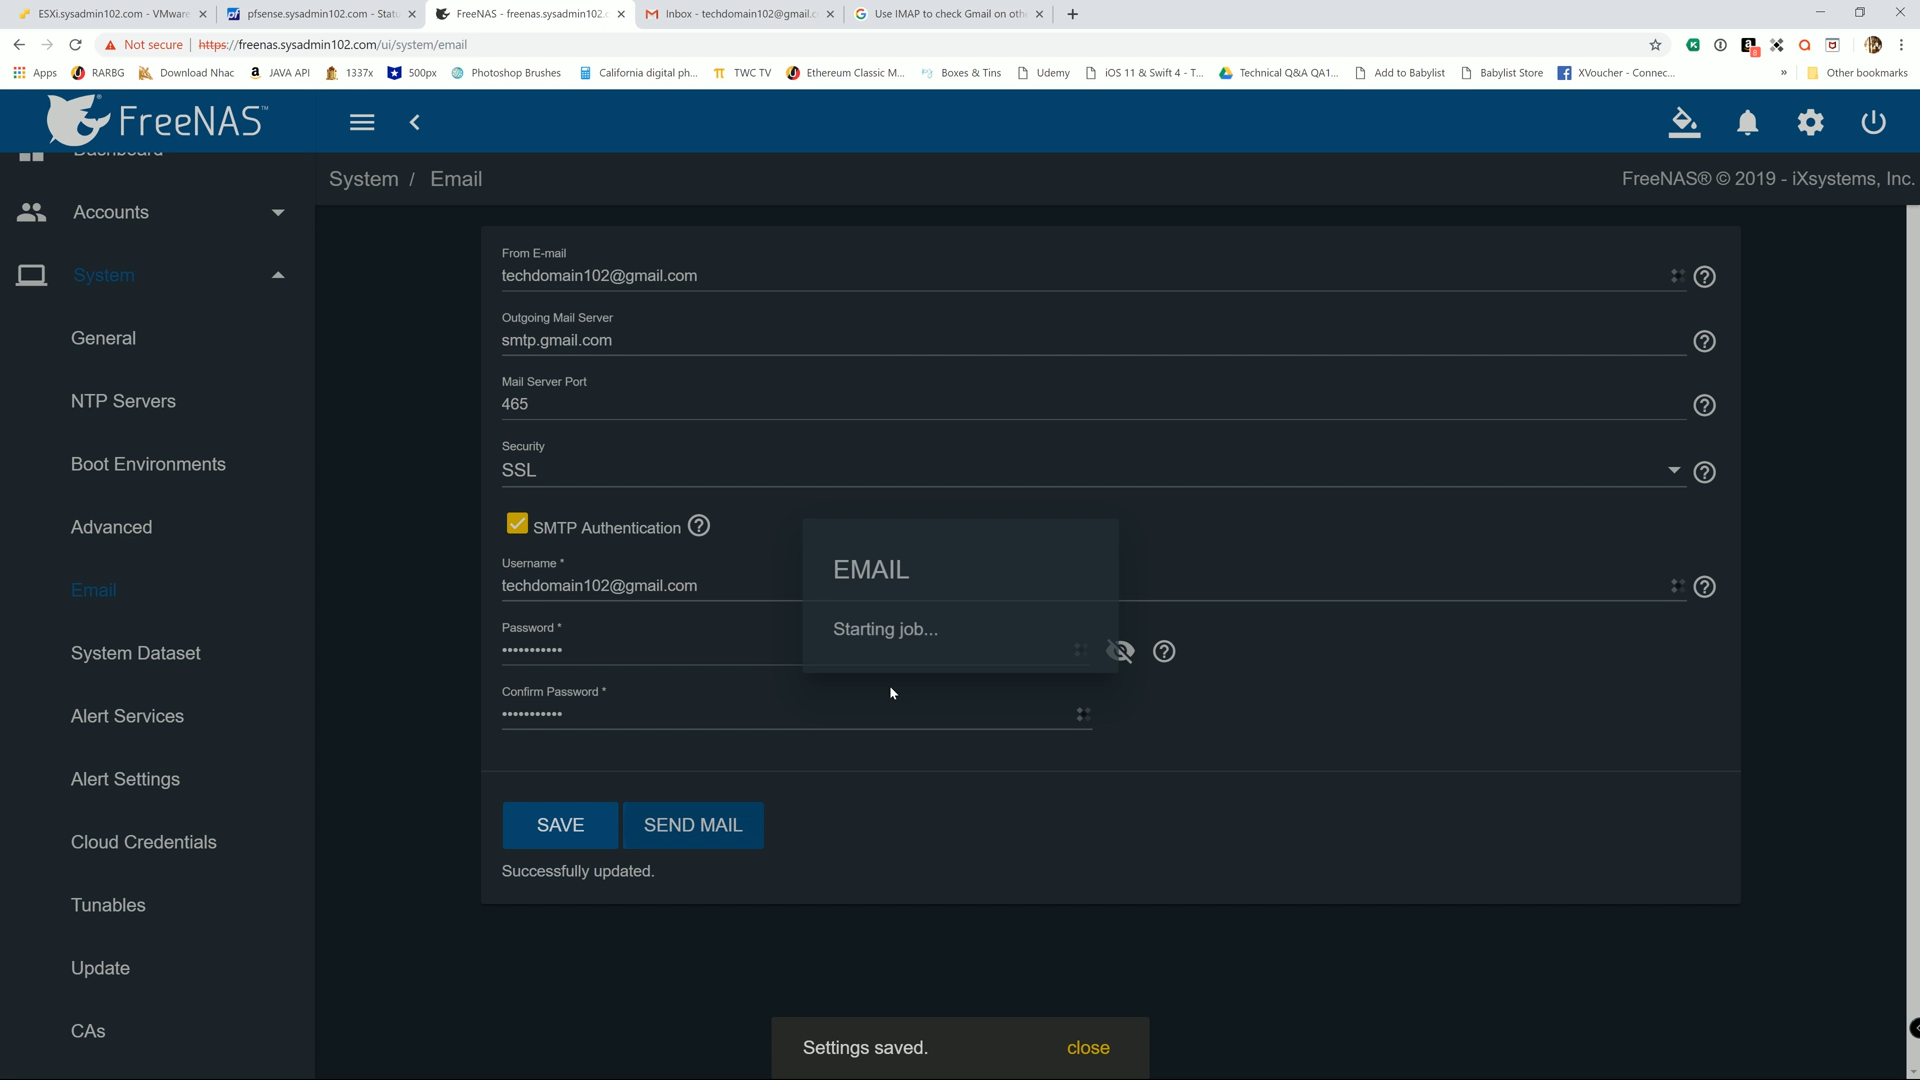 ESXi.sysadmin102.com - VMware
pfsense.sysadmin102.com - Statu
FreeNAS - freenas.sysadmin102.c
Inbox - techdomain102@gmail.c
Use IMAP to check Gmail on oth
Not secure
https://freenas.sysadmin102.com/ui/system/email
8
Apps
RARBG
Download Nhac
JAVA API
1337x
500px
Photoshop Brushes
California digital ph...
TWC TV
Ethereum Classic M...
Boxes & Tins
Udemy
iOS 11 & Swift 4 - T...
Technical Q&A QA1...
Add to Babylist
Babylist Store
XVoucher - Connec...
»
Other bookmarks
FreeNAS™
Dashboard
System / Email
FreeNAS® © 2019 - iXsystems, Inc.
Accounts
System
General
NTP Servers
Boot Environments
Advanced
Email
System Dataset
Alert Services
Alert Settings
Cloud Credentials
Tunables
Update
CAs
From E-mail
techdomain102@gmail.com
Outgoing Mail Server
smtp.gmail.com
Mail Server Port
465
Security
SSL
SMTP Authentication
Username *
techdomain102@gmail.com
Password *
•••••••••••
Confirm Password *
•••••••••••
EMAIL
Starting job...
SAVE
SEND MAIL
Successfully updated.
Settings saved.
close